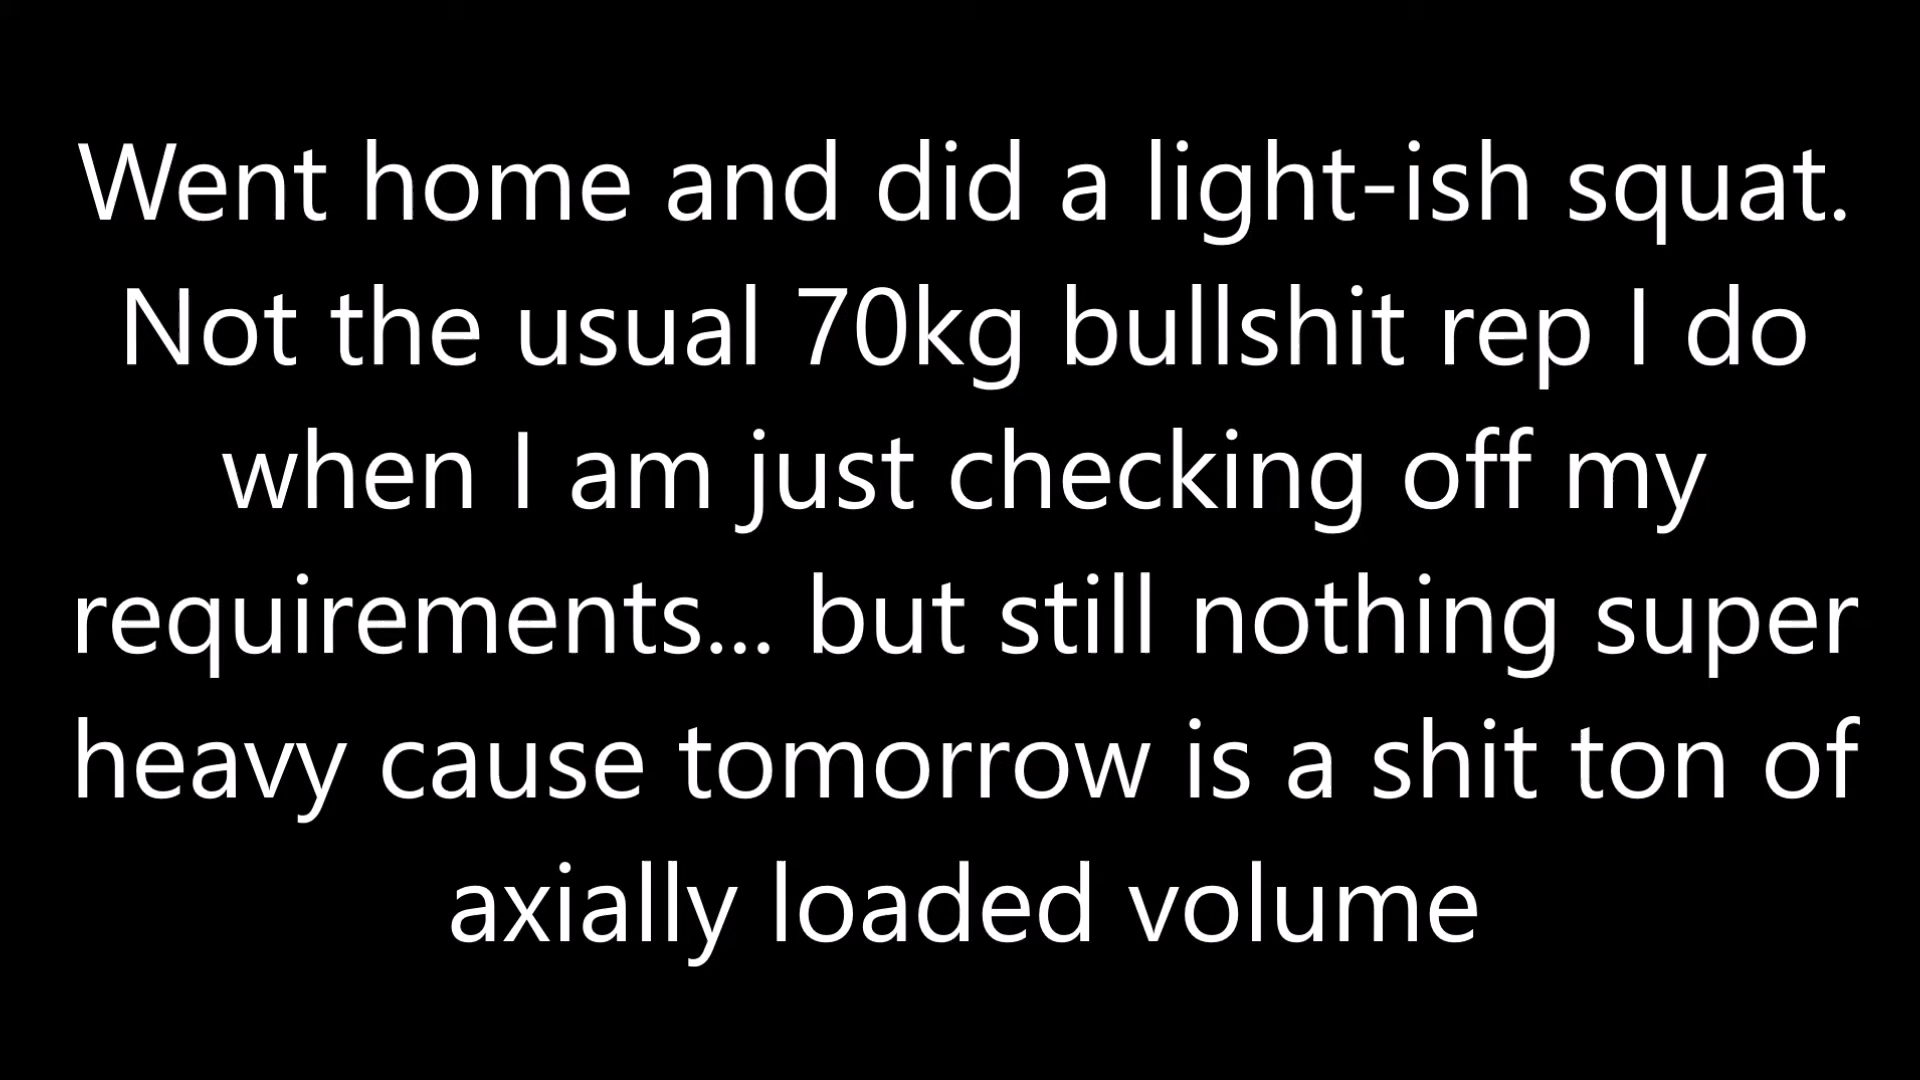 Went home and did a light-ish squat.
Not the usual 70kg bullshit rep I do
when I am just checking off my
requirements... but still nothing super
heavy cause tomorrow is a shit ton of
axially loaded volume